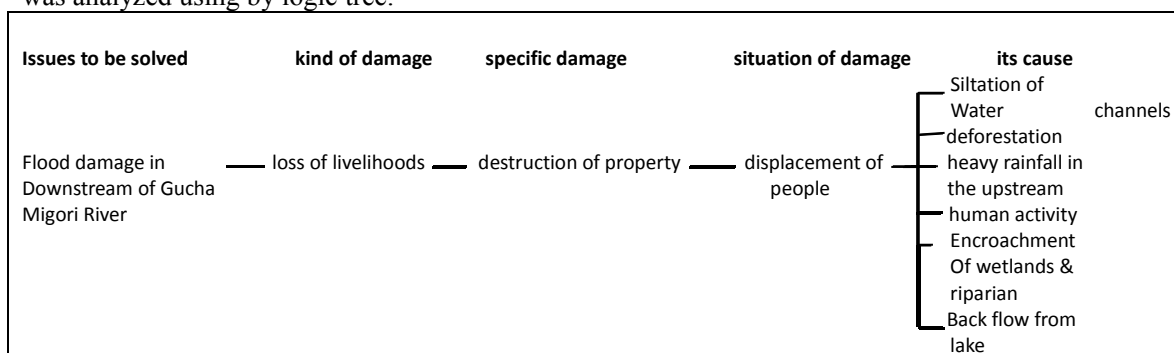 was analyzed using by logic tree.
Issues to be solved kind of damage specific damage situation of damage its cause
Siltation of
Water channels
deforestation
Flood damage in loss of livelihoods destruction of property displacement of heavy rainfall in
Downstream of Gucha people the upstream
Migori River human activity
Encroachment
Of wetlands &
riparian
Back flow from
lake